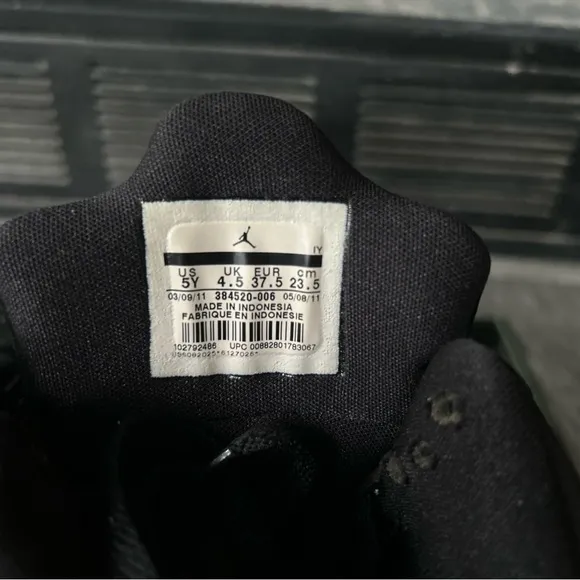 IY
US UK EUR cm
5Y 4.5 37.5 23.5
03/09/11 384520-006 05/08/11
MADE IN INDONESIA
FABRIQUE EN INDONESIE
102792486 UPC 00882801783067